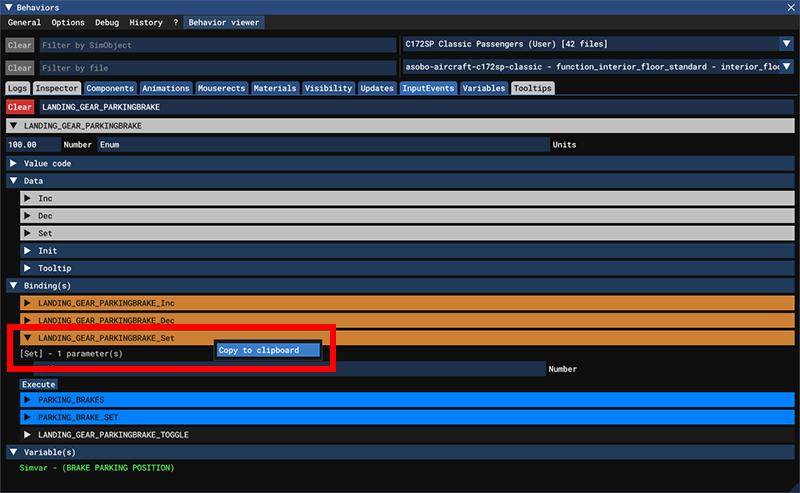 Behaviors
General Options Debug History ? Behavior viewer
Clear Filter by SimObject C172SP Classic Passengers (User) [42 files]
Clear Filter by file asobo-aircraft-c172sp-classic - function_interior_floor_standard - interior_floo
Logs Inspector Components Animations Mouserects Materials Visibility Updates InputEvents Variables Tooltips
Clear LANDING_GEAR_PARKINGBRAKE
LANDING_GEAR_PARKINGBRAKE
100.00 Number Enum Units
Value code
Data
Inc
Dec
Set
Init
Tooltip
Binding(s)
LANDING_GEAR_PARKINGBRAKE_Inc
LANDING_GEAR_PARKINGBRAKE_Dec
LANDING_GEAR_PARKINGBRAKE_Set
[Set] - 1 parameter(s) Copy to clipboard
Number
Execute
PARKING_BRAKES
PARKING_BRAKE_SET
LANDING_GEAR_PARKINGBRAKE_TOGGLE
Variable(s)
Simvar - (BRAKE PARKING POSITION)